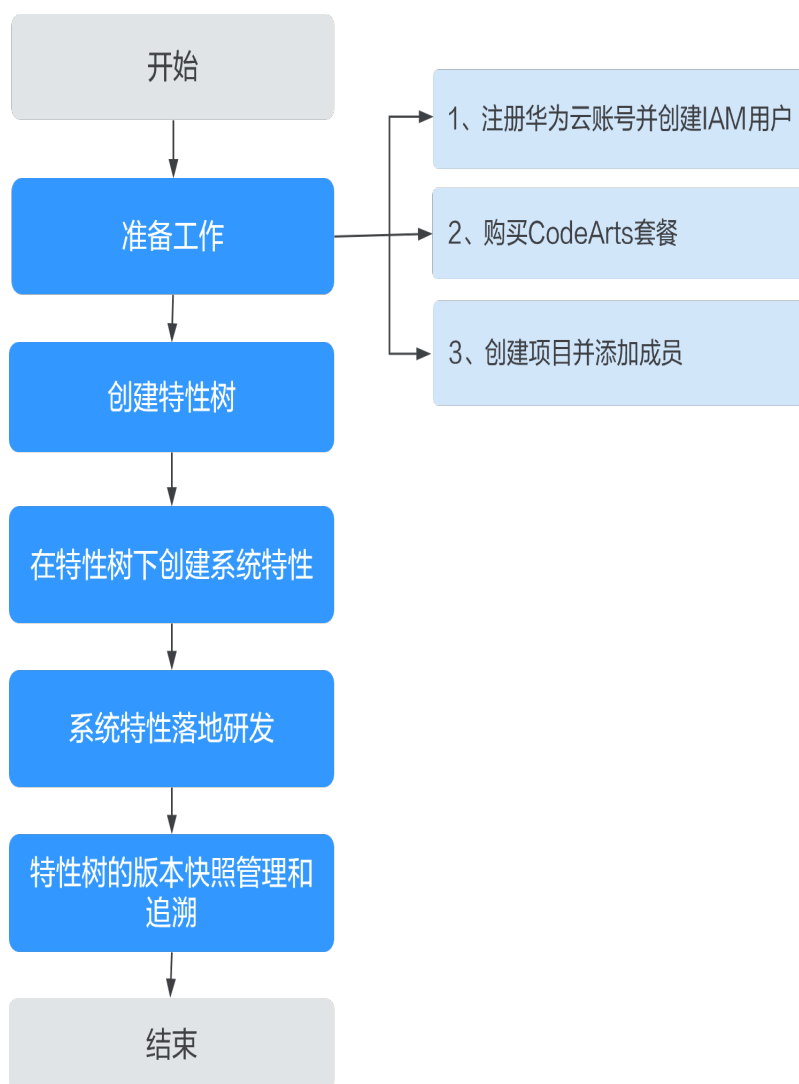 开始
准备工作
1、注册华为云账号并创建IAM用户
2、购买CodeArts套餐
3、创建项目并添加成员
创建特性树
在特性树下创建系统特性
系统特性落地研发
特性树的版本快照管理和
追溯
结束